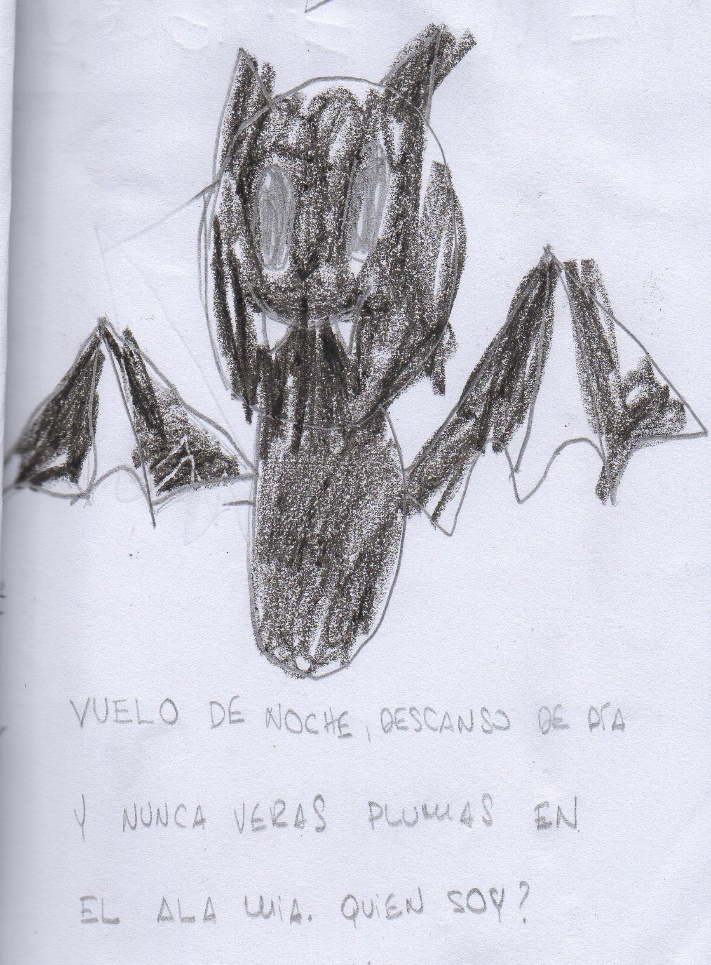 VUELO DE NOCHE, DESCANSO DE DÍA
Y NUNCA VERAS PLUMAS EN
EL ALA MIA. QUIEN SOY?